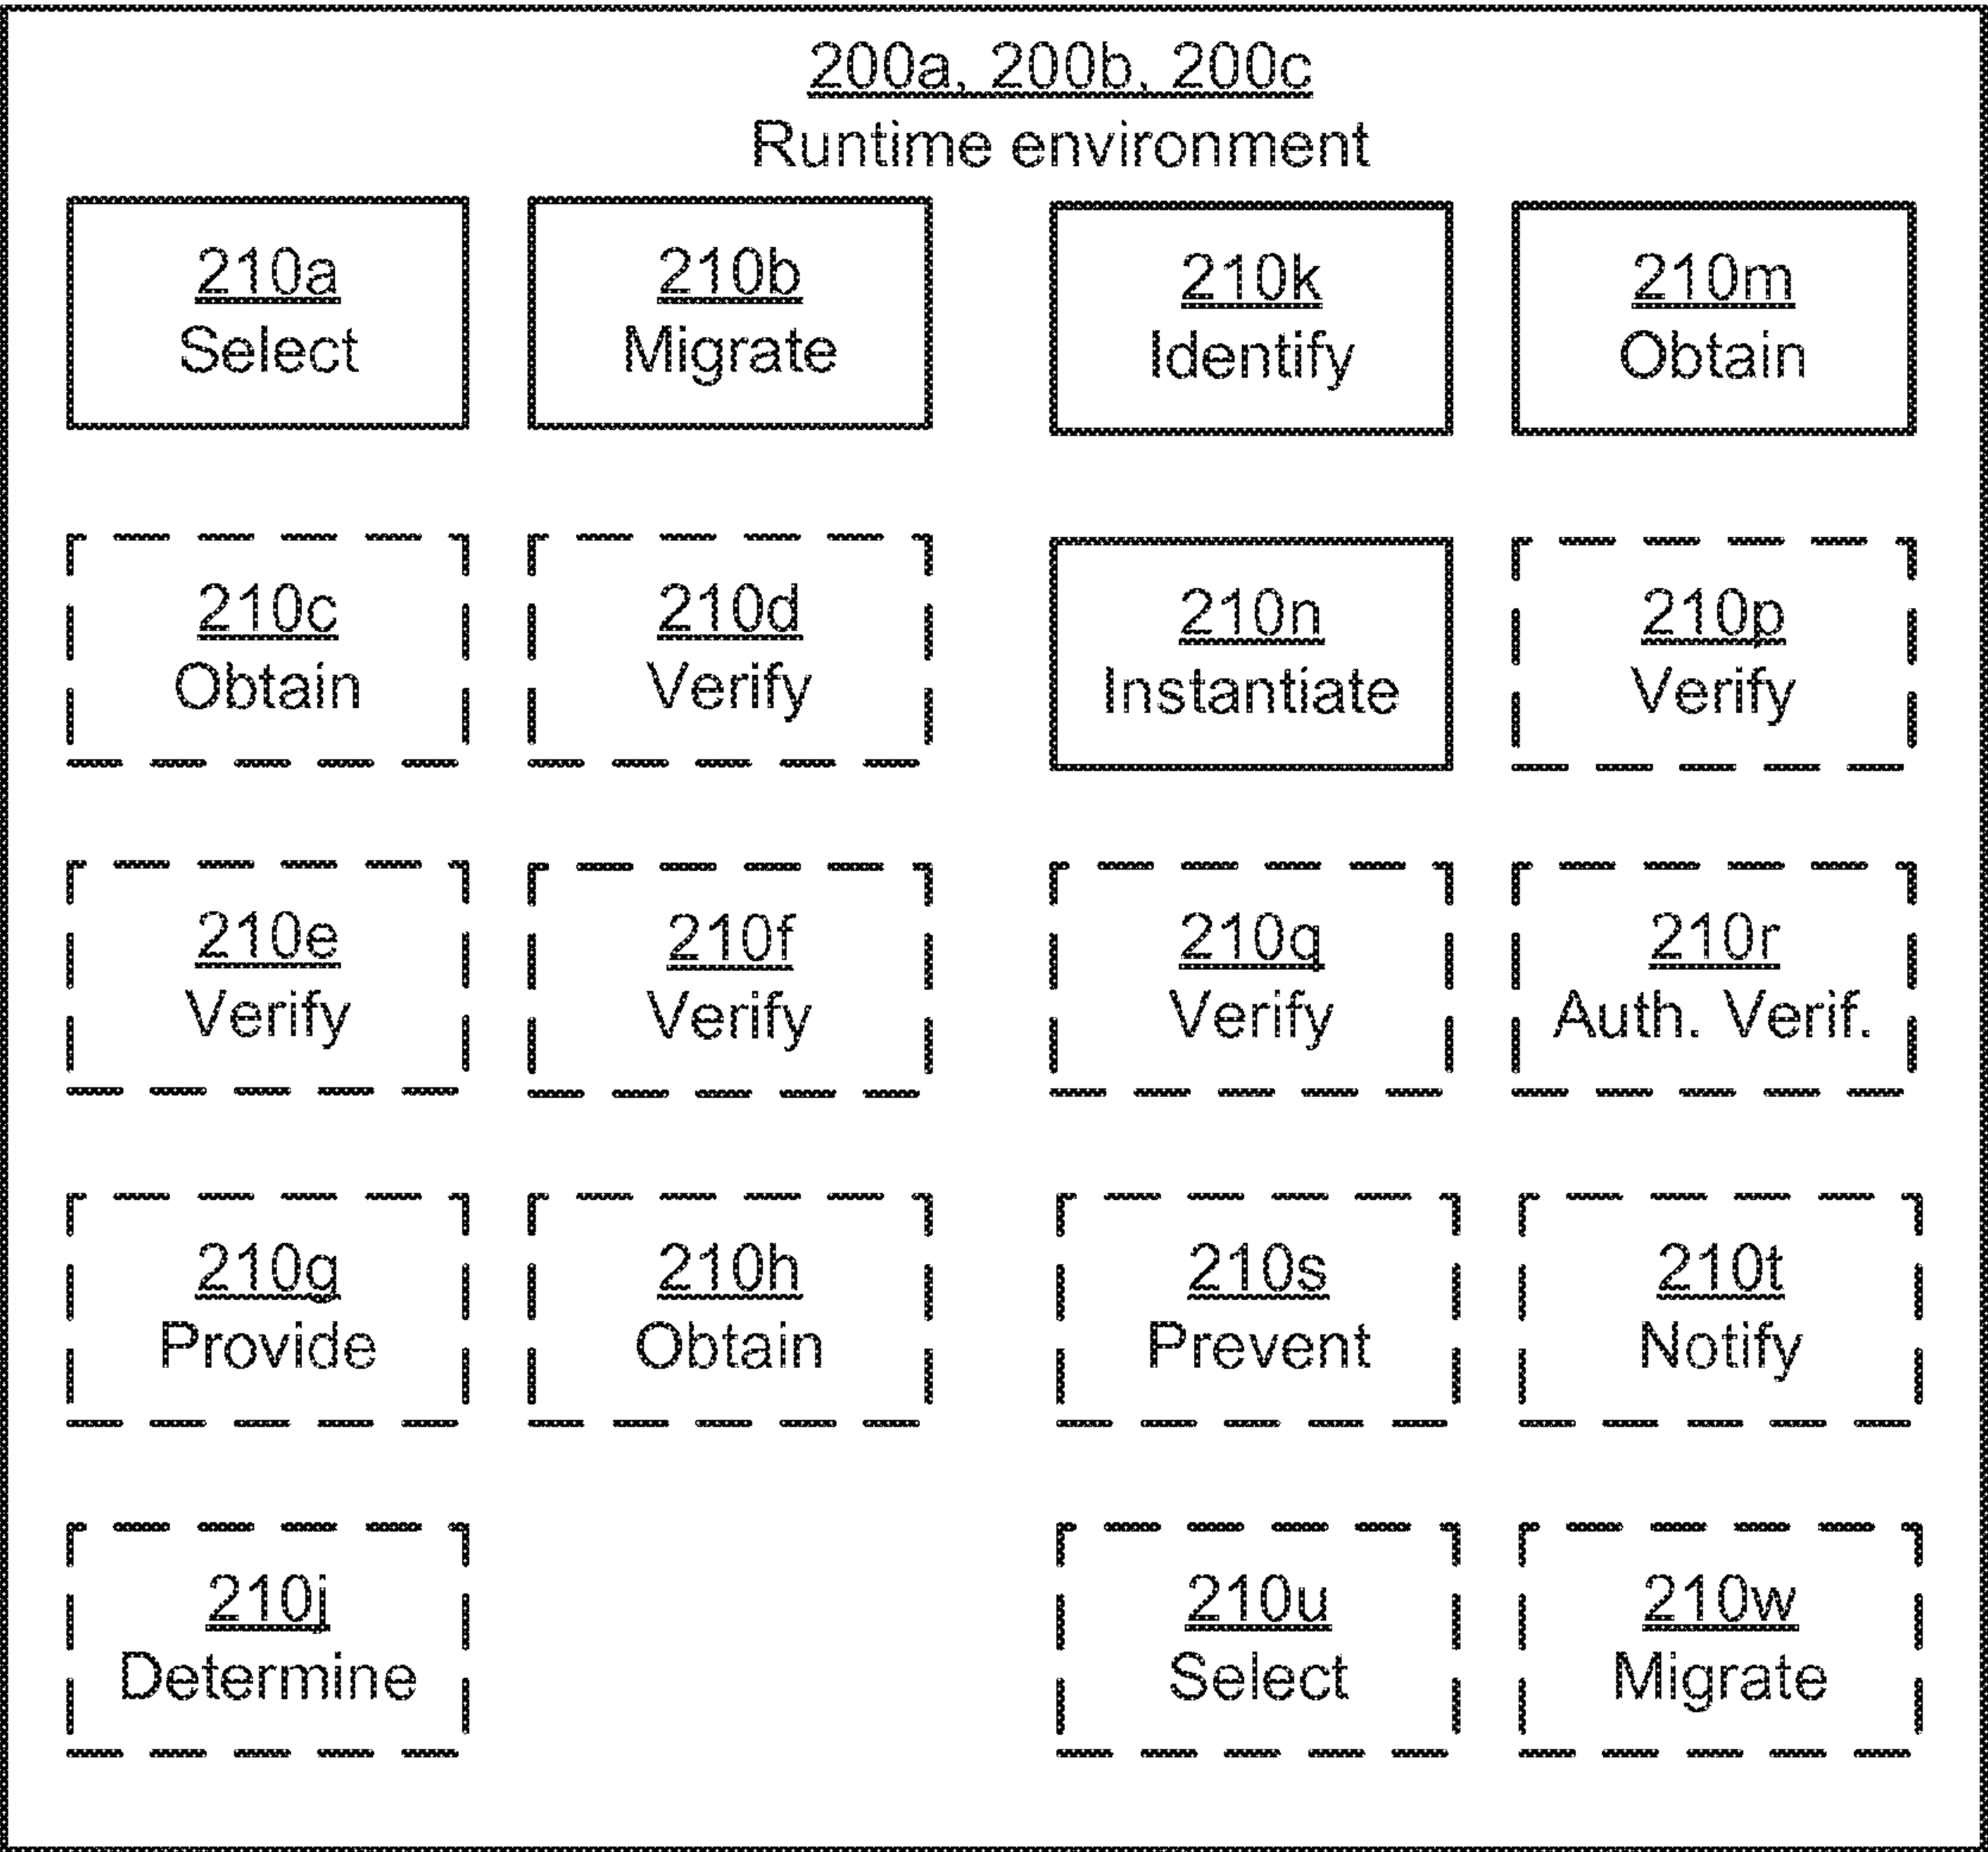 200a, 200b, 200c
Runtime environment
210a
Select
210b
Migrate
210k
Identify
210m
Obtain
210c
Obtain
210d
Verify
210n
Instantiate
210p
Verify
210e
Verify
210f
Verify
210q
Verify
210r
Auth. Verif.
210g
Provide
210h
Obtain
210s
Prevent
210t
Notify
210j
Determine
210u
Select
210w
Migrate